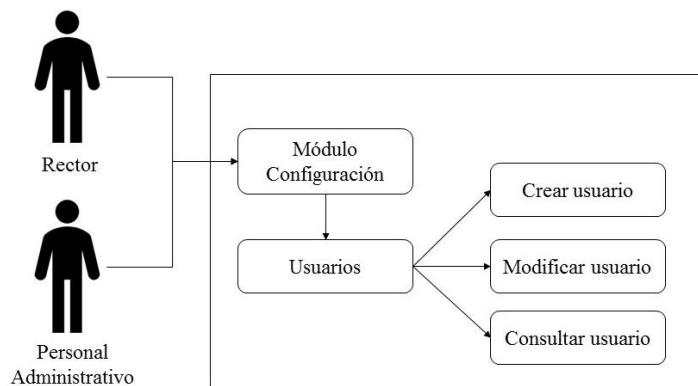 Rector
Personal
Administrativo
Módulo
Configuración
Usuarios
Crear usuario
Modificar usuario
Consultar usuario